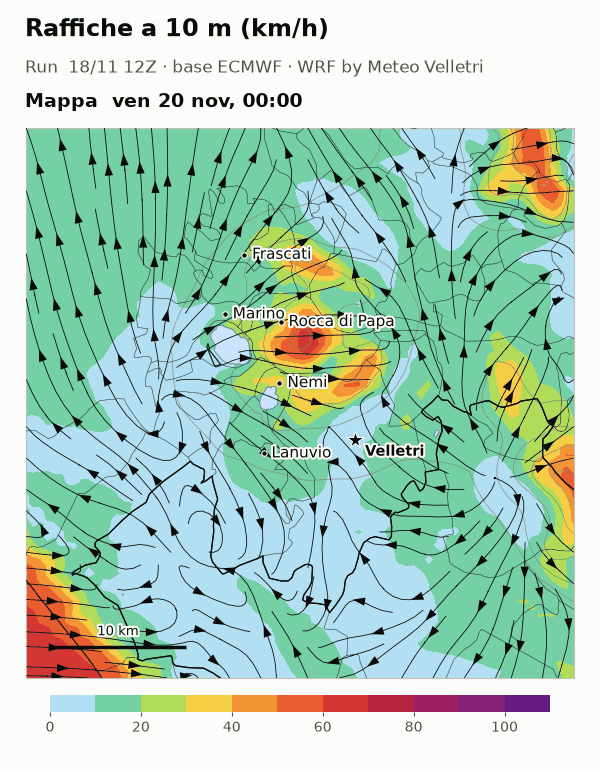 Raffiche a 10 m (km/h)
Run  18/11 12Z · base ECMWF · WRF by Meteo Velletri
Mappa  ven 20 nov, 00:00
Frascati
Marino
Rocca di Papa
Nemi
Velletri
Lanuvio
10 km
0 20 40 60 80 100